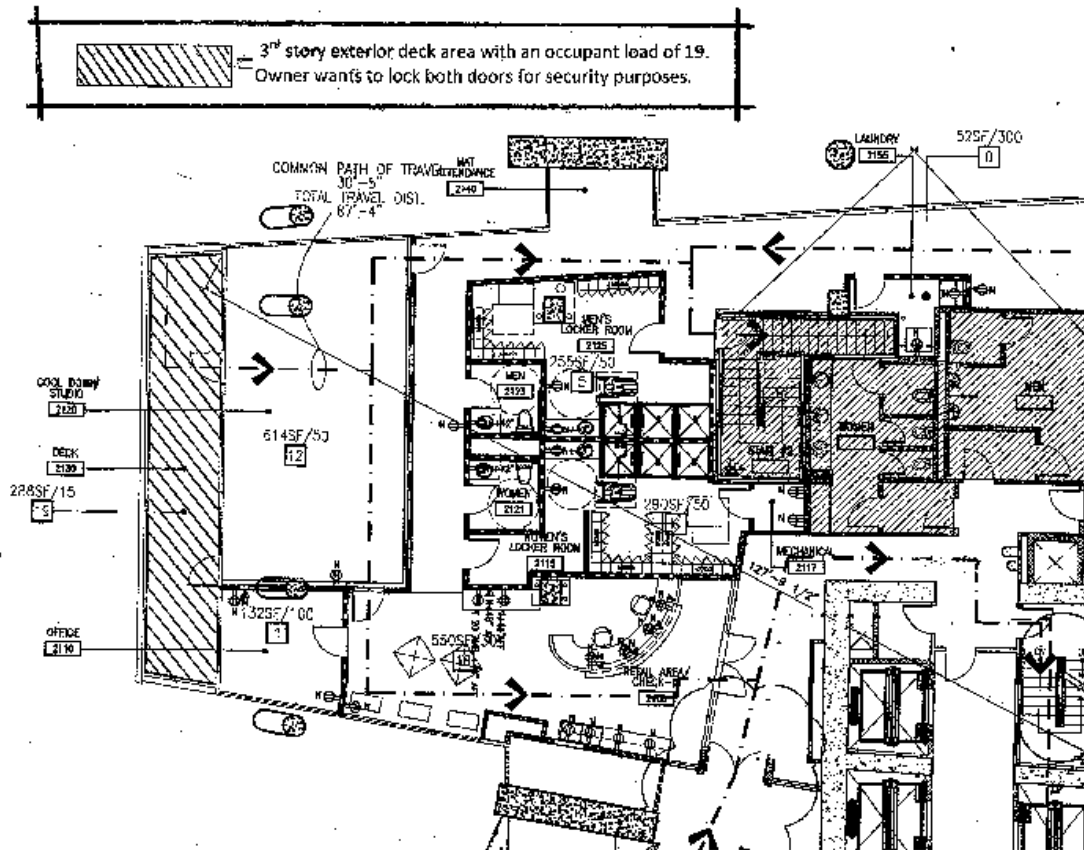 3rd story exterior deck area with an occupant load of 19.
Owner wants to lock both doors for security purposes.
COMMON PATH OF TRAVEL
30'-5"
TOTAL TRAVEL DIST.
87'-4"
MAT
ATTENDANCE
2140
LAUNDRY
2155
52SF/300
0
MEN'S
LOCKER ROOM
2125
255SF/50
5
MEN
2123
COOL DOWN/
STUDIO
2120
614SF/50
12
DECK
2130
288SF/15
19
WOMEN
2121
290SF/50
WOMEN'S
LOCKER ROOM
2115
MEN
WOMEN
STAIR #2
MECHANICAL
2117
127'-9 1/2"
132SF/100
OFFICE
2110
550SF
RETAIL AREA/